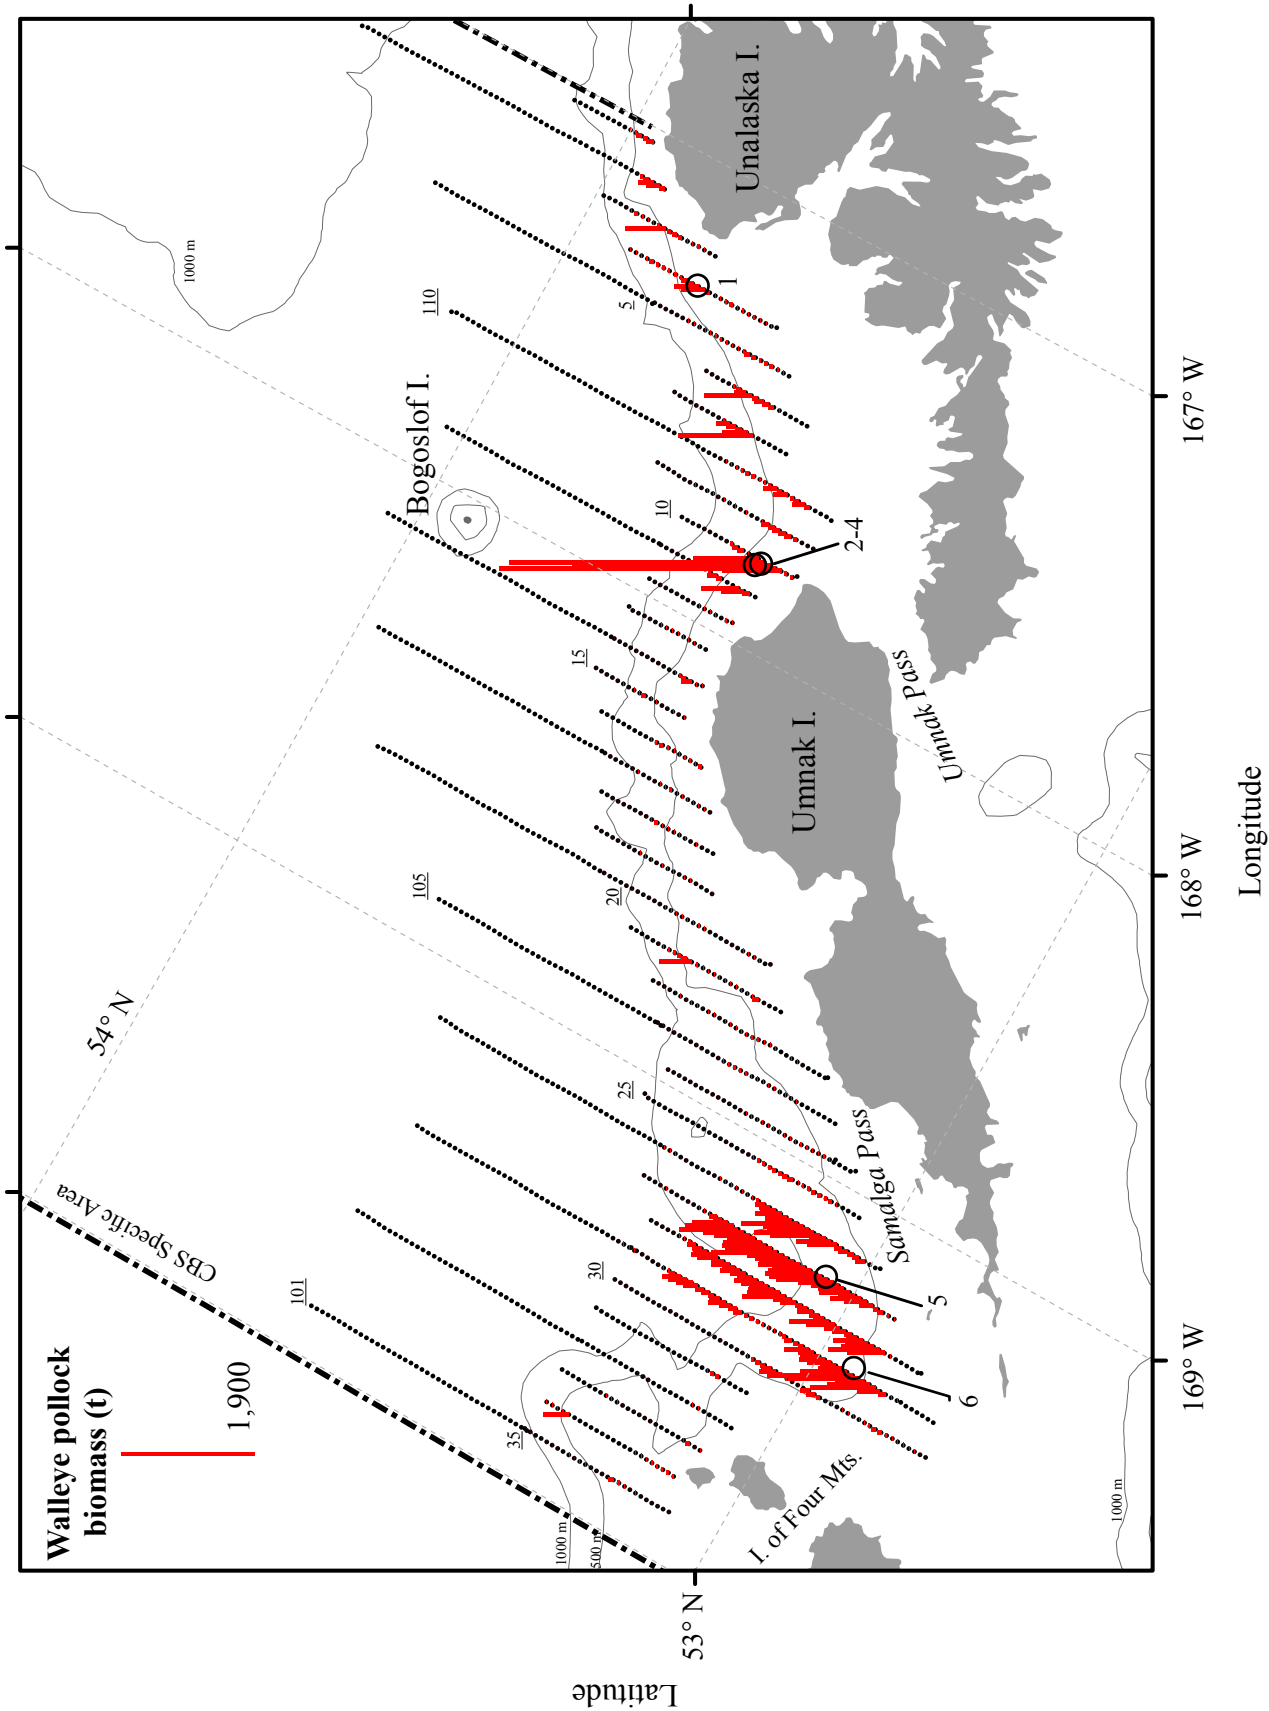 Walleye pollock
biomass (t)
1,900
CBS Specific Area
54° N
1000 m
101
105
110
Bogoslof I.
35
30
25
20
15
10
5
1000 m
500 m
1
2-4
5
6
Unalaska I.
Umnak I.
Umnak Pass
Samalga Pass
I. of Four Mts.
1000 m
53° N
Latitude
169° W
168° W
167° W
Longitude